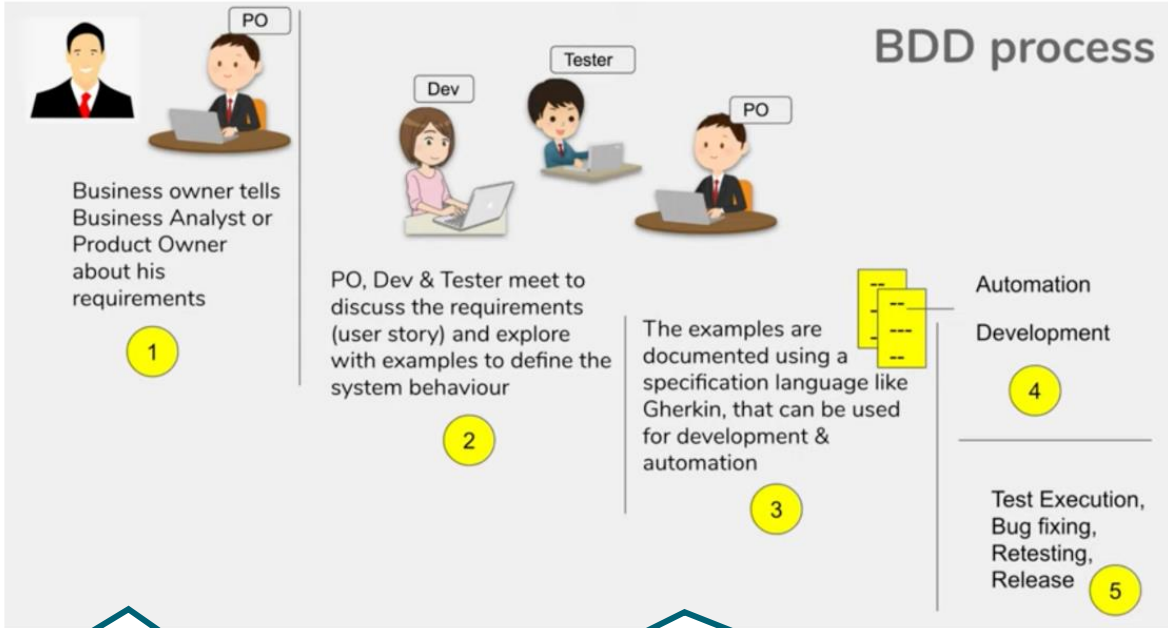 BDD process
PO
Business owner tells
Business Analyst or
Product Owner
about his
requirements
1
Dev
Tester
PO
PO, Dev & Tester meet to
discuss the requirements
(user story) and explore
with examples to define the
system behaviour
2
The examples are
documented using a
specification language like
Gherkin, that can be used
for development &
automation
3
--
-
-
--
---
--
Automation
Development
4
Test Execution,
Bug fixing,
Retesting,
Release
5